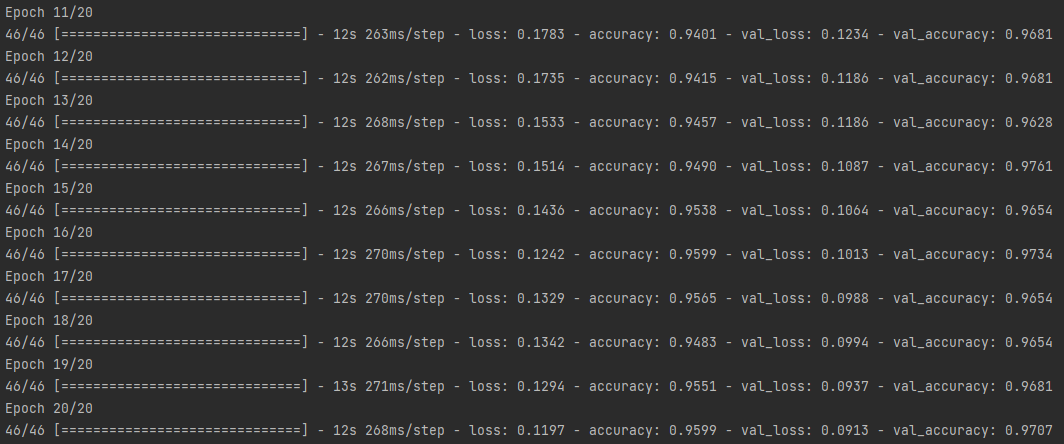 Epoch 11/20
46/46 [==============================] - 12s 263ms/step - loss: 0.1783 - accuracy: 0.9401 - val_loss: 0.1234 - val_accuracy: 0.9681
Epoch 12/20
46/46 [==============================] - 12s 262ms/step - loss: 0.1735 - accuracy: 0.9415 - val_loss: 0.1186 - val_accuracy: 0.9681
Epoch 13/20
46/46 [==============================] - 12s 268ms/step - loss: 0.1533 - accuracy: 0.9457 - val_loss: 0.1186 - val_accuracy: 0.9628
Epoch 14/20
46/46 [==============================] - 12s 267ms/step - loss: 0.1514 - accuracy: 0.9490 - val_loss: 0.1087 - val_accuracy: 0.9761
Epoch 15/20
46/46 [==============================] - 12s 266ms/step - loss: 0.1436 - accuracy: 0.9538 - val_loss: 0.1064 - val_accuracy: 0.9654
Epoch 16/20
46/46 [==============================] - 12s 270ms/step - loss: 0.1242 - accuracy: 0.9599 - val_loss: 0.1013 - val_accuracy: 0.9734
Epoch 17/20
46/46 [==============================] - 12s 270ms/step - loss: 0.1329 - accuracy: 0.9565 - val_loss: 0.0988 - val_accuracy: 0.9654
Epoch 18/20
46/46 [==============================] - 12s 266ms/step - loss: 0.1342 - accuracy: 0.9483 - val_loss: 0.0994 - val_accuracy: 0.9654
Epoch 19/20
46/46 [==============================] - 13s 271ms/step - loss: 0.1294 - accuracy: 0.9551 - val_loss: 0.0937 - val_accuracy: 0.9681
Epoch 20/20
46/46 [==============================] - 12s 268ms/step - loss: 0.1197 - accuracy: 0.9599 - val_loss: 0.0913 - val_accuracy: 0.9707